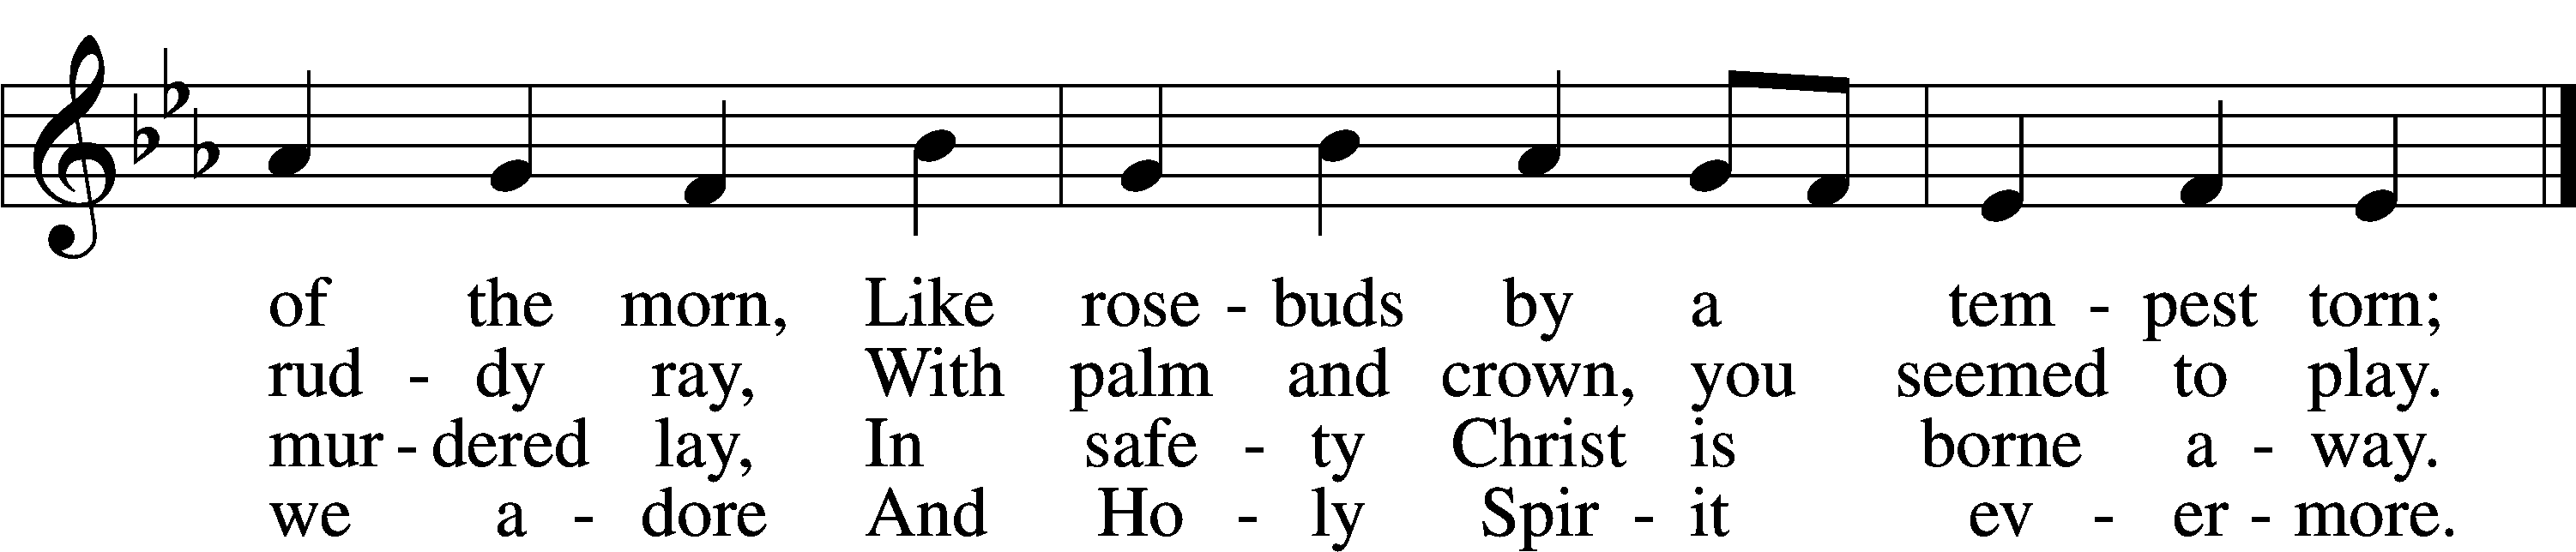 of the morn, Like rose - buds by a tem - pest torn;
rud - dy ray, With palm and crown, you seemed to play.
mur - dered lay, In safe - ty Christ is borne a - way.
we a - dore And Ho - ly Spir - it ev - er - more.